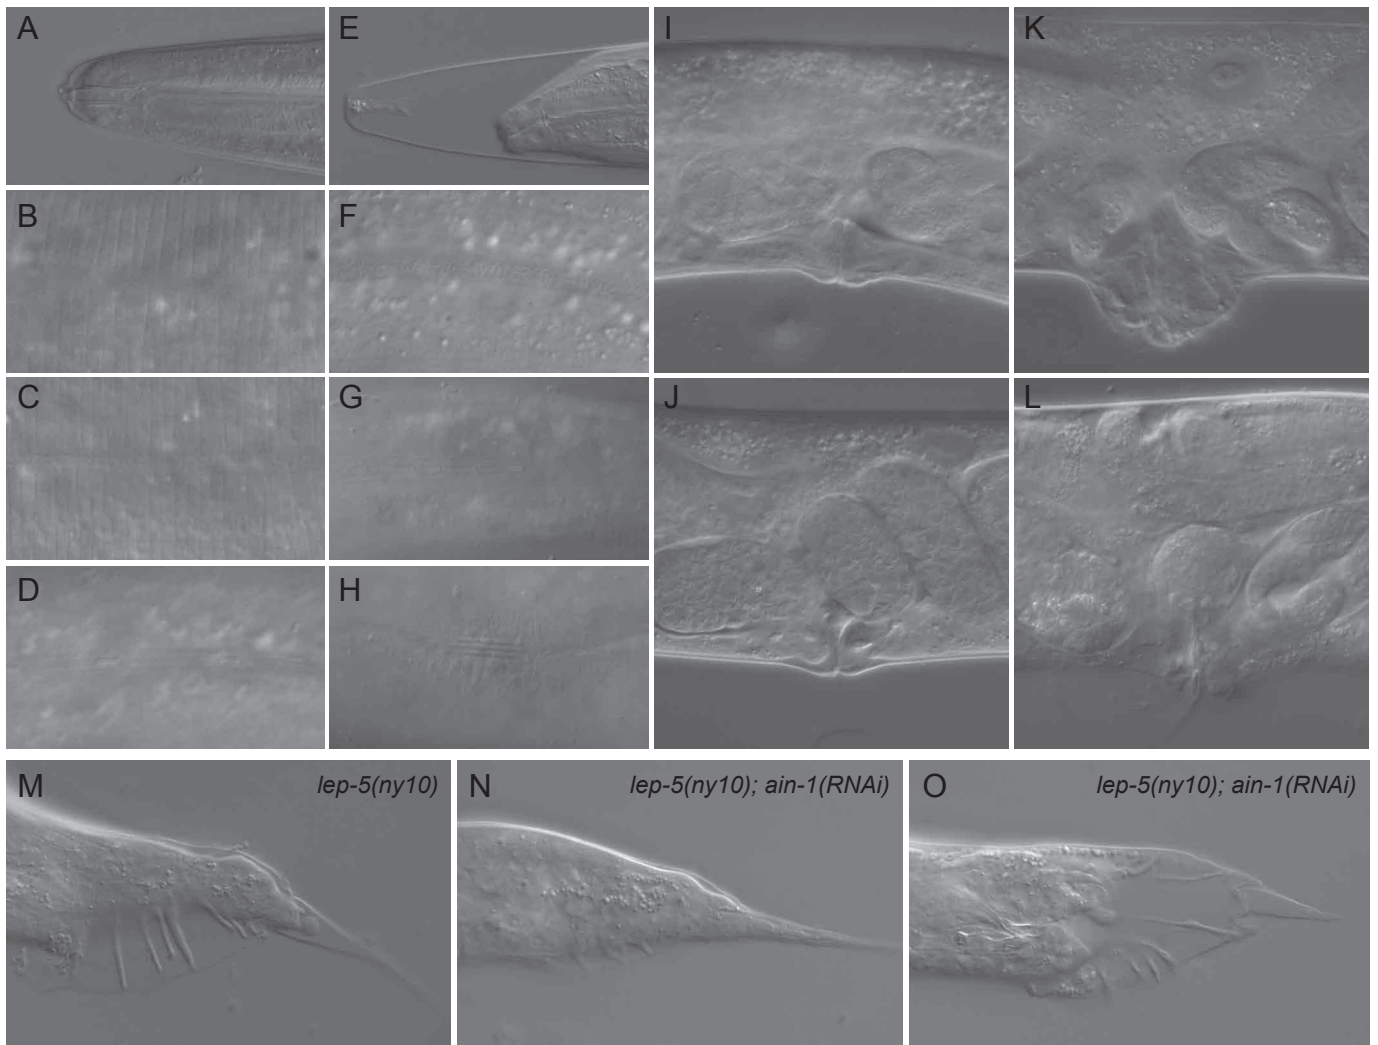 A
E
I
K
B
F
C
G
J
L
D
H
M
lep-5(ny10)
N
lep-5(ny10); ain-1(RNAi)
O
lep-5(ny10); ain-1(RNAi)